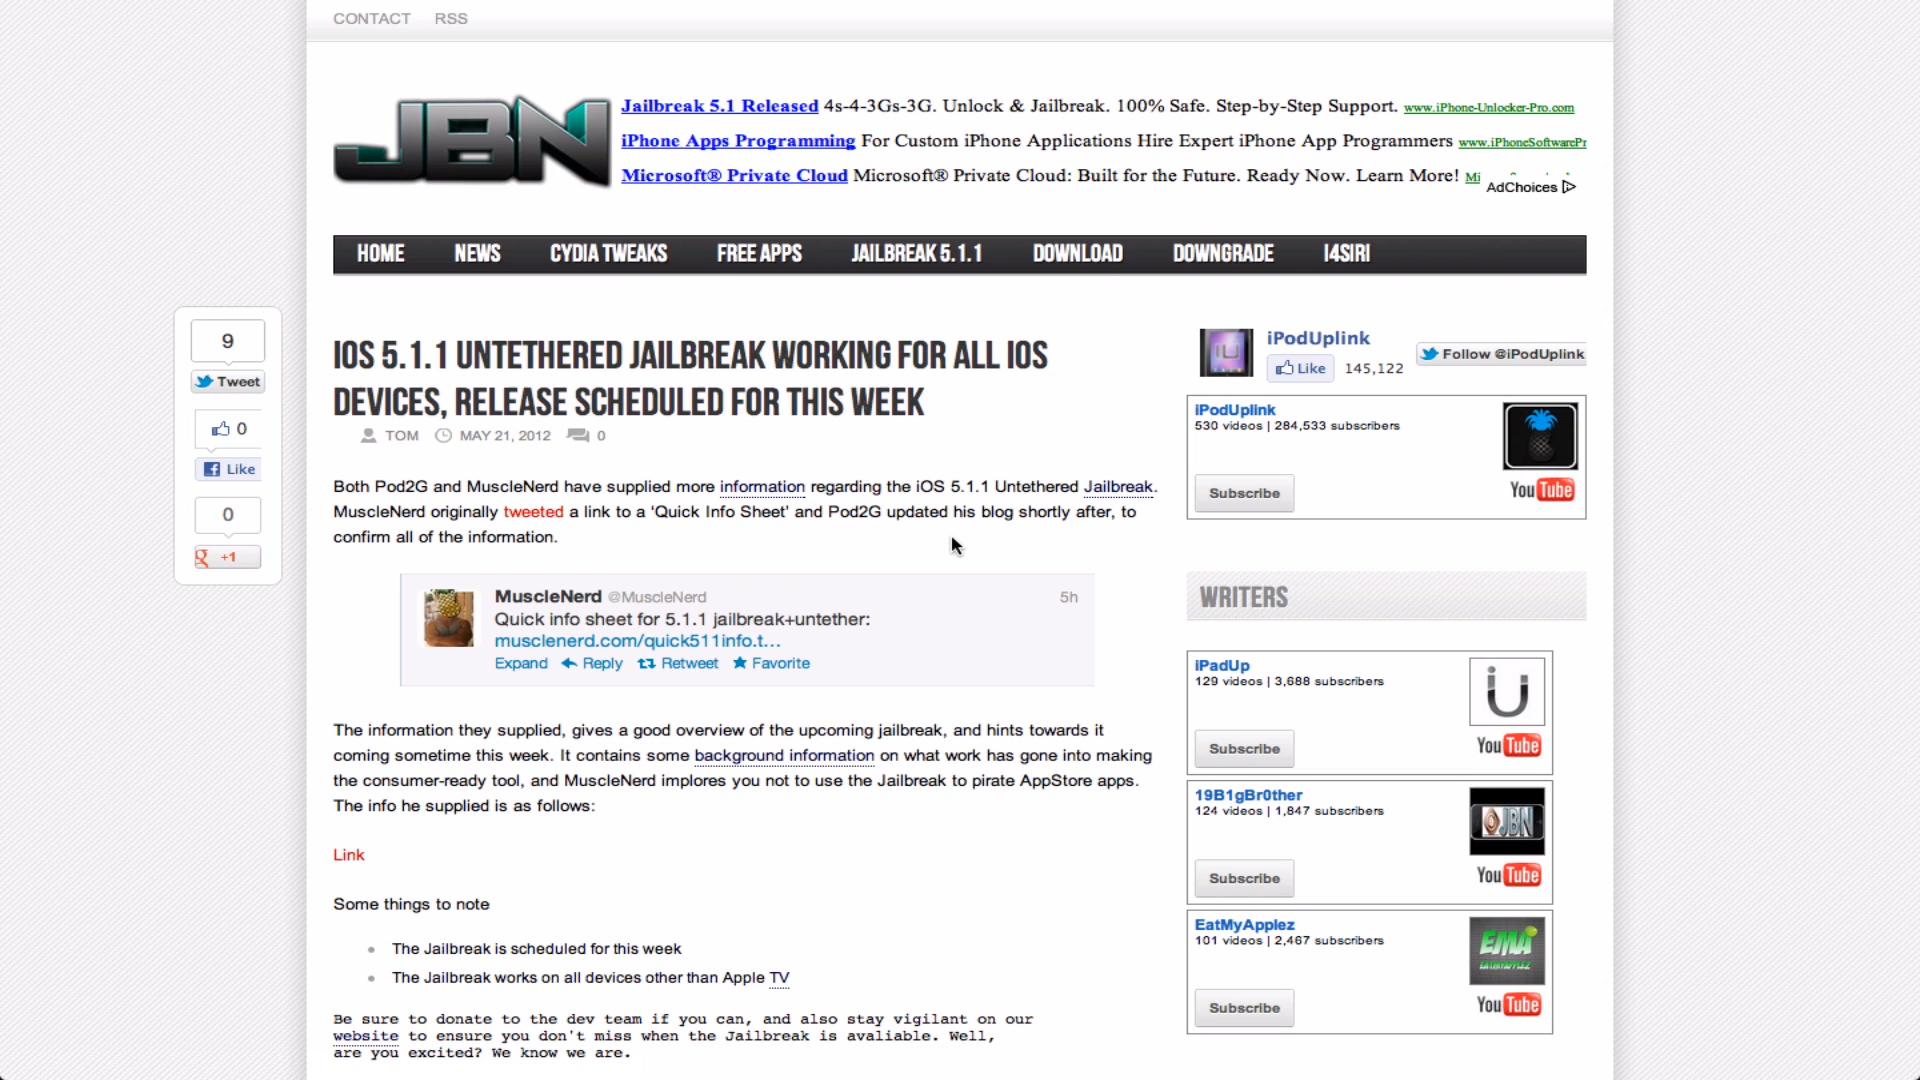 CONTACT RSS
JBN
Jailbreak 5.1 Released 4s-4-3Gs-3G. Unlock & Jailbreak. 100% Safe. Step-by-Step Support. www.iPhone-Unlocker-Pro.com
iPhone Apps Programming For Custom iPhone Applications Hire Expert iPhone App Programmers www.iPhoneSoftwarePr
Microsoft® Private Cloud Microsoft® Private Cloud: Built for the Future. Ready Now. Learn More! Mi
AdChoices
HOME NEWS CYDIA TWEAKS FREE APPS JAILBREAK 5.1.1 DOWNLOAD DOWNGRADE I4SIRI
9
Tweet
0
Like
0
+1
IOS 5.1.1 UNTETHERED JAILBREAK WORKING FOR ALL IOS
DEVICES, RELEASE SCHEDULED FOR THIS WEEK
TOM MAY 21, 2012 0
Both Pod2G and MuscleNerd have supplied more information regarding the iOS 5.1.1 Untethered Jailbreak.
MuscleNerd originally tweeted a link to a ‘Quick Info Sheet’ and Pod2G updated his blog shortly after, to
confirm all of the information.
MuscleNerd @MuscleNerd 5h
Quick info sheet for 5.1.1 jailbreak+untether:
musclenerd.com/quick511info.t...
Expand Reply Retweet Favorite
The information they supplied, gives a good overview of the upcoming jailbreak, and hints towards it
coming sometime this week. It contains some background information on what work has gone into making
the consumer-ready tool, and MuscleNerd implores you not to use the Jailbreak to pirate AppStore apps.
The info he supplied is as follows:
Link
Some things to note
The Jailbreak is scheduled for this week
The Jailbreak works on all devices other than Apple TV
Be sure to donate to the dev team if you can, and also stay vigilant on our
website to ensure you don't miss when the Jailbreak is avaliable. Well,
are you excited? We know we are.
iPodUplink
Like 145,122
Follow @iPodUplink
iPodUplink
530 videos | 284,533 subscribers
Subscribe
YouTube
WRITERS
iPadUp
129 videos | 3,688 subscribers
iU
Subscribe
YouTube
19B1gBr0ther
124 videos | 1,847 subscribers
JBN
Subscribe
YouTube
EatMyApplez
101 videos | 2,467 subscribers
EMA
EATMYAPPLEZ
Subscribe
YouTube